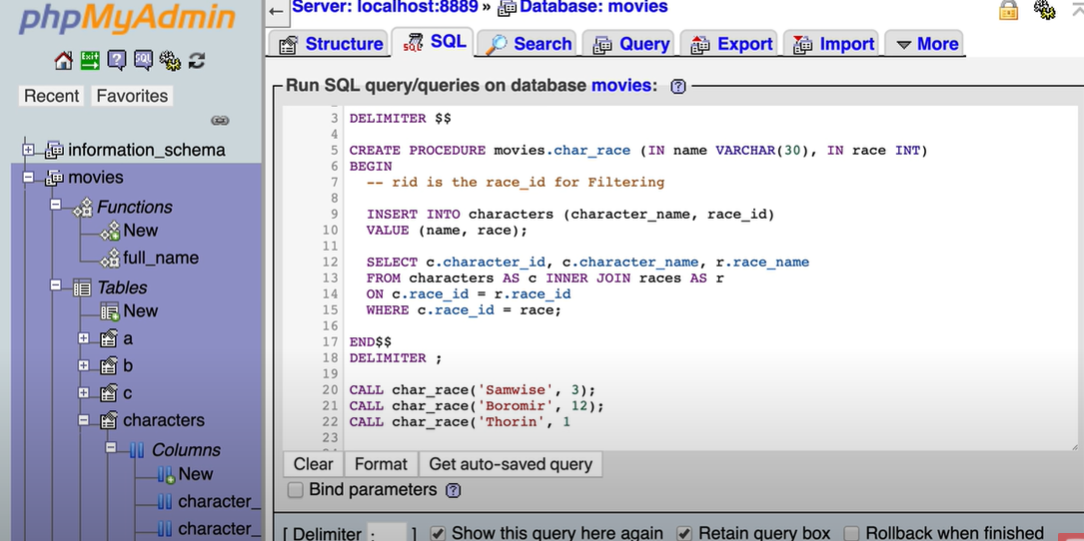 phpMyAdmin
Recent Favorites
information_schema
movies
Functions
New
full_name
Tables
New
a
b
c
characters
Columns
New
character_
character_
Server: localhost:8889 » Database: movies
Structure SQL Search Query Export Import More
Run SQL query/queries on database movies:
3 DELIMITER $$
4
5 CREATE PROCEDURE movies.char_race (IN name VARCHAR(30), IN race INT)
6 BEGIN
7 -- rid is the race_id for Filtering
8
9 INSERT INTO characters (character_name, race_id)
10 VALUE (name, race);
11
12 SELECT c.character_id, c.character_name, r.race_name
13 FROM characters AS c INNER JOIN races AS r
14 ON c.race_id = r.race_id
15 WHERE c.race_id = race;
16
17 END$$
18 DELIMITER ;
19
20 CALL char_race('Samwise', 3);
21 CALL char_race('Boromir', 12);
22 CALL char_race('Thorin', 1
23
Clear Format Get auto-saved query
Bind parameters
[ Delimiter ; ] Show this query here again Retain query box Rollback when finished